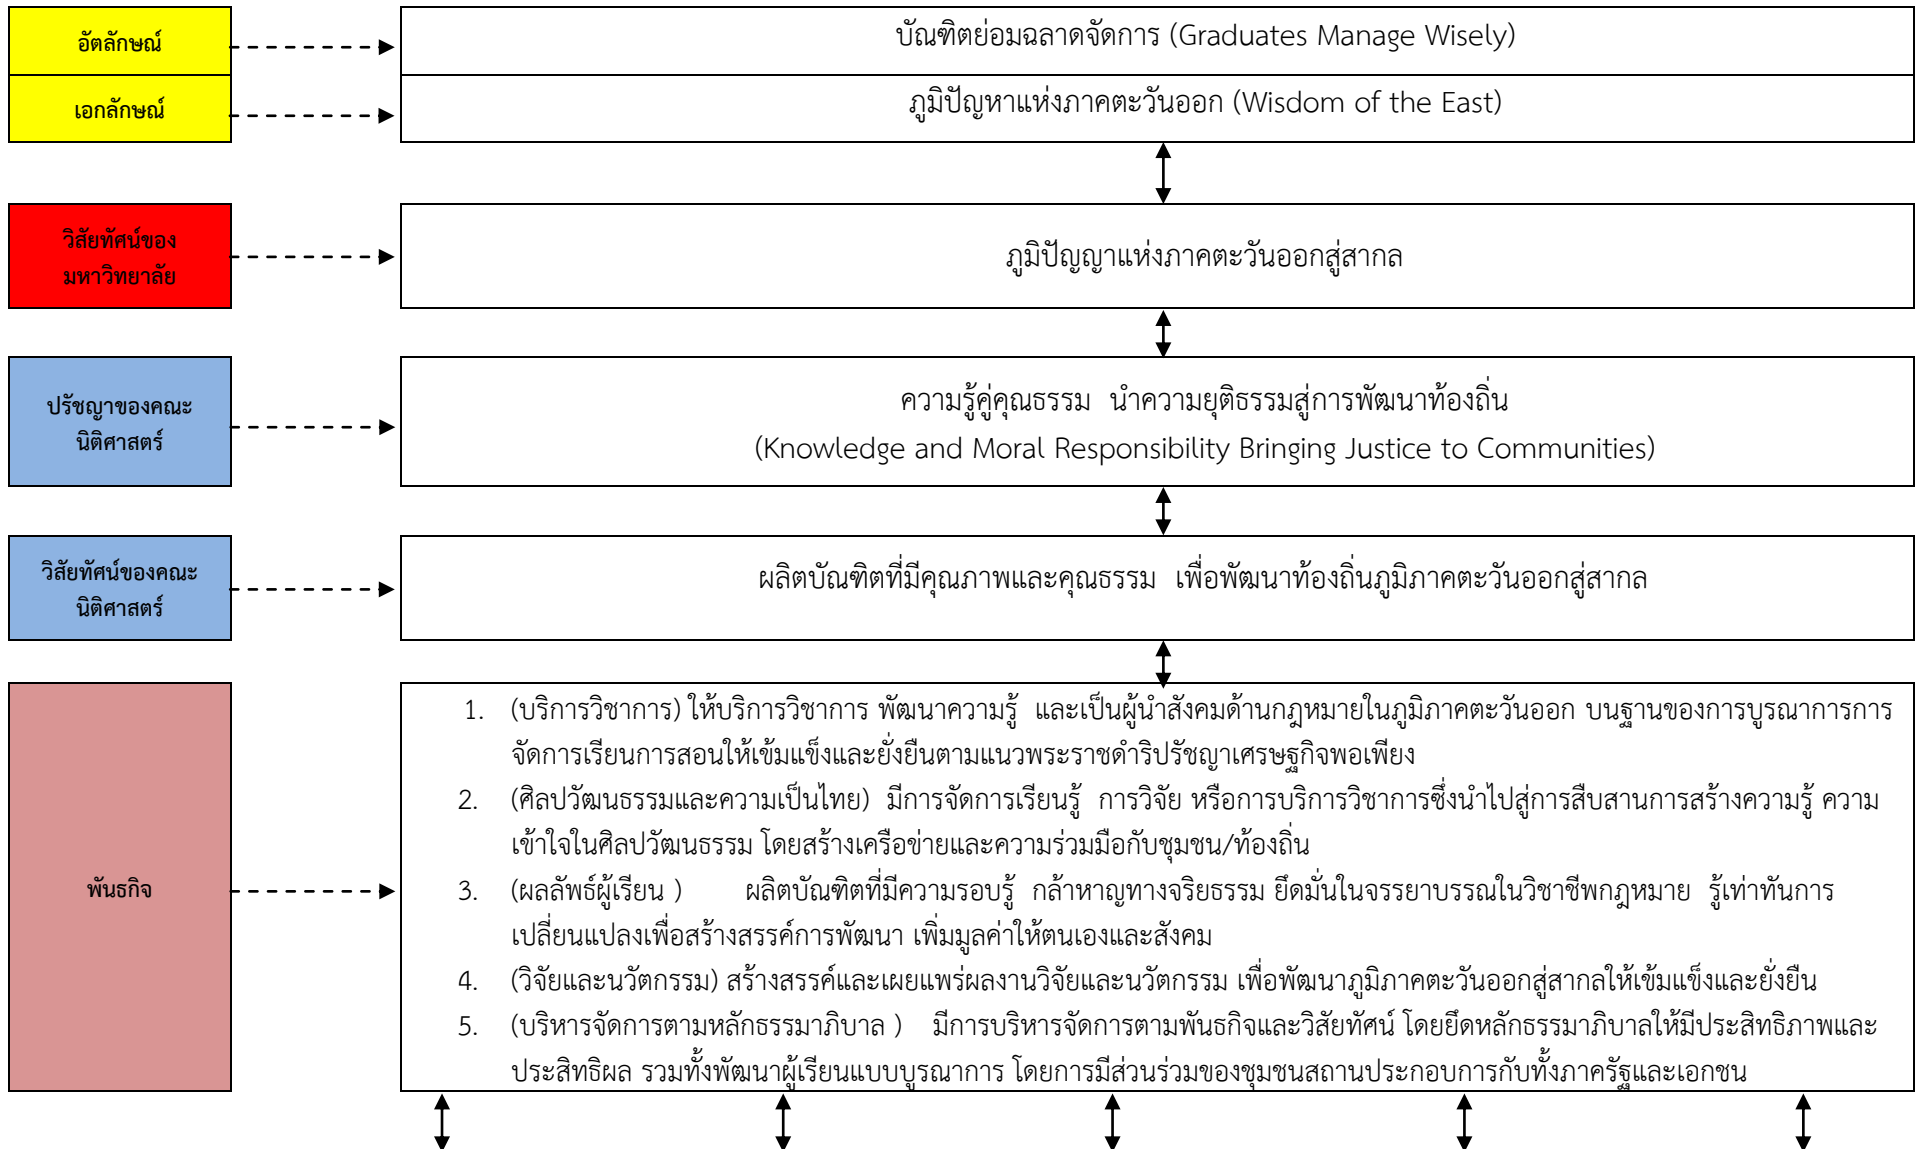 อัตลักษณ์
บัณฑิตย่อมฉลาดจัดการ (Graduates Manage Wisely)
เอกลักษณ์
ภูมิปัญหาแห่งภาคตะวันออก (Wisdom of the East)
วิสัยทัศน์ของ
มหาวิทยาลัย
ภูมิปัญญาแห่งภาคตะวันออกสู่สากล
ปรัชญาของคณะ
นิติศาสตร์
ความรู้คู่คุณธรรม นำความยุติธรรมสู่การพัฒนาท้องถิ่น
(Knowledge and Moral Responsibility Bringing Justice to Communities)
วิสัยทัศน์ของคณะ
นิติศาสตร์
ผลิตบัณฑิตที่มีคุณภาพและคุณธรรม เพื่อพัฒนาท้องถิ่นภูมิภาคตะวันออกสู่สากล
พันธกิจ
1. (บริการวิชาการ) ให้บริการวิชาการ พัฒนาความรู้ และเป็นผู้นำสังคมด้านกฎหมายในภูมิภาคตะวันออก บนฐานของการบูรณาการการ
จัดการเรียนการสอนให้เข้มแข็งและยั่งยืนตามแนวพระราชดำริปรัชญาเศรษฐกิจพอเพียง
2. (ศิลปวัฒนธรรมและความเป็นไทย) มีการจัดการเรียนรู้ การวิจัย หรือการบริการวิชาการซึ่งนำไปสู่การสืบสานการสร้างความรู้ ความ
เข้าใจในศิลปวัฒนธรรม โดยสร้างเครือข่ายและความร่วมมือกับชุมชน/ท้องถิ่น
3. (ผลลัพธ์ผู้เรียน ) ผลิตบัณฑิตที่มีความรอบรู้ กล้าหาญทางจริยธรรม ยึดมั่นในจรรยาบรรณในวิชาชีพกฎหมาย รู้เท่าทันการ
เปลี่ยนแปลงเพื่อสร้างสรรค์การพัฒนา เพิ่มมูลค่าให้ตนเองและสังคม
4. (วิจัยและนวัตกรรม) สร้างสรรค์และเผยแพร่ผลงานวิจัยและนวัตกรรม เพื่อพัฒนาภูมิภาคตะวันออกสู่สากลให้เข้มแข็งและยั่งยืน
5. (บริหารจัดการตามหลักธรรมาภิบาล ) มีการบริหารจัดการตามพันธกิจและวิสัยทัศน์ โดยยึดหลักธรรมาภิบาลให้มีประสิทธิภาพและ
ประสิทธิผล รวมทั้งพัฒนาผู้เรียนแบบบูรณาการ โดยการมีส่วนร่วมของชุมชนสถานประกอบการกับทั้งภาครัฐและเอกชน